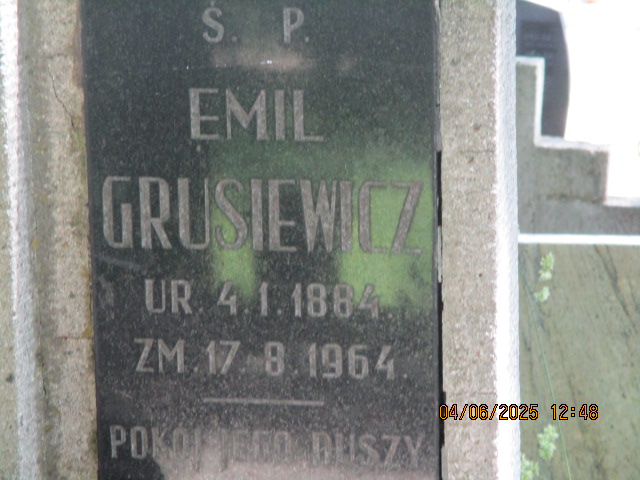 Ś. P.
EMIL
GRUSIEWICZ
UR. 4.1.1884.
ZM. 17.8.1964.
POKÓJ JEGO DUSZY
04/06/2025 12:48